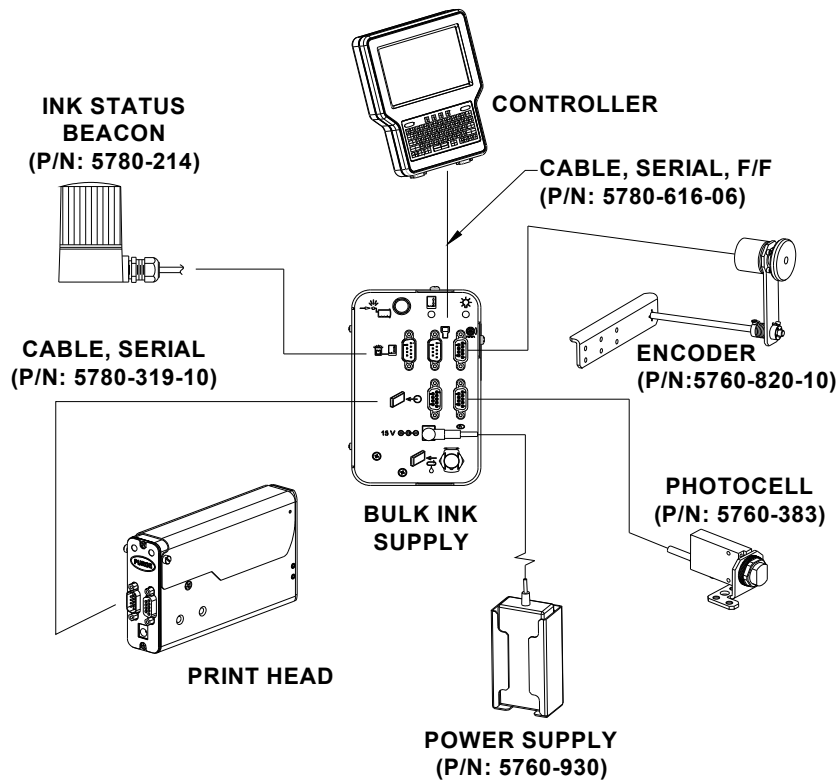 CONTROLLER
INK STATUS
BEACON
(P/N: 5780-214)
CABLE, SERIAL, F/F
(P/N: 5780-616-06)
CABLE, SERIAL
(P/N: 5780-319-10)
ENCODER
(P/N:5760-820-10)
15 V
BULK INK
SUPPLY
PHOTOCELL
(P/N: 5760-383)
PURGE
PRINT HEAD
POWER SUPPLY
(P/N: 5760-930)